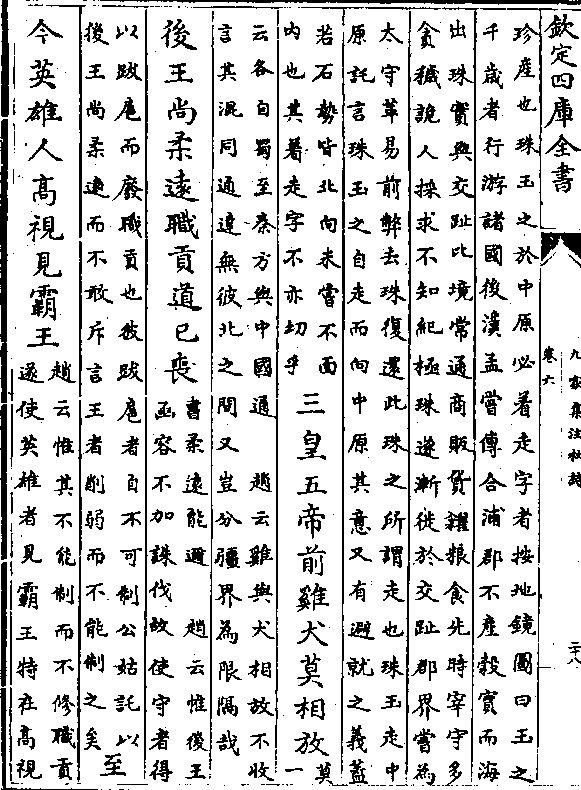 欽定四庫全書
九家集注杜詩
卷六
二十八
珍產也珠玉之於中原必着走字者按地鏡圖曰玉之
千歲者行游諸國後漢孟嘗傳合浦郡不產穀實而海
出珠寶與交趾比境常通商販貨糴粮食先時宰守多
貪穢詭人採求不知紀極珠遂漸徙於交趾郡界嘗為
太守革易前弊去珠復還此珠之所謂走也珠玉走中
原託言珠玉之自走而向中原其意又有避就之義蓋
若石勢皆北向未嘗不面
內也其着走字不亦切乎
三皇五帝前雞犬莫相放
莫
一
云各自蜀至秦方與中國通 趙云雞與犬相放不收
言其混同通達無彼此之間又豈分疆界為限隔哉
後王尚柔遠職貢道已喪
書柔遠能邇 趙云惟後王
函容不加誅伐故使守者得
以跋扈而廢職貢也彼跋扈者自不可制公姑託以
後王尚柔遠而不敢斥言王者削弱而不能制之矣
至
今英雄人高視見霸王
趙云惟其不能制而不修職貢
遂使英雄者見霸王特在高視